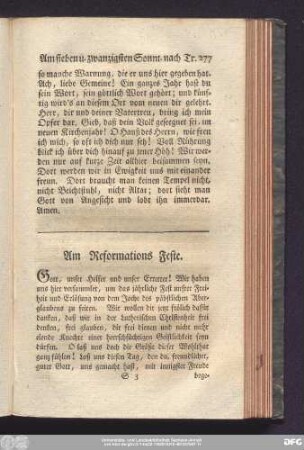 Am sieben u. zwanzigsten Sonnt. nach Tr. 277
so manche Warnung, die er uns hier gegeben hat.
Ach, liebe Gemeine! Ein ganzes Jahr hast du
sein Wort, sein göttlich Wort gehört; und künf-
tig wird's an diesem Ort vom neuen dir gelehrt.
Herr, dir und deiner Vatertreu, bring ich mein
Opfer dar. Gieb, daß dein Volk gesegnet sei, im
neuen Kirchenjahr! O Hauß des Herrn, wie freu
ich mich, so oft ich dich nur seh! Voll Rührung
blick ich über dich hinauf zu jener Höh! Wir wer-
den nur auf kurze Zeit allhier beisammen seyn.
Dort werden wir in Ewigkeit uns mit einander
freun. Dort braucht man keinen Tempel nicht,
nicht Beichtstuhl, nicht Altar; dort sieht man
Gott von Angesicht und lobt ihn immerdar.
Amen.
Am Reformations Feste.
Gott, unser Helfer und unser Erretter! Wir haben
uns hier versammlet, um das jährliche Fest unsrer Frei-
heit und Erlösung von dem Joche des päbstlichen Aber-
glaubens zu feiren. Wir wollen dir jetzt frölich dafür
danken, daß wir in der lutherischen Christenheit frei
denken, frei glauben, dir frei dienen und nicht mehr
elende Knechte einer herrschsüchtigen Geistlichkeit seyn
dürfen. O laß uns doch die Größe dieser Wohlthat
ganz fühlen! laß uns diesen Tag, den du, freundlicher,
guter Gott, uns gemacht hast, mit innigster Freude
S 3 bege-